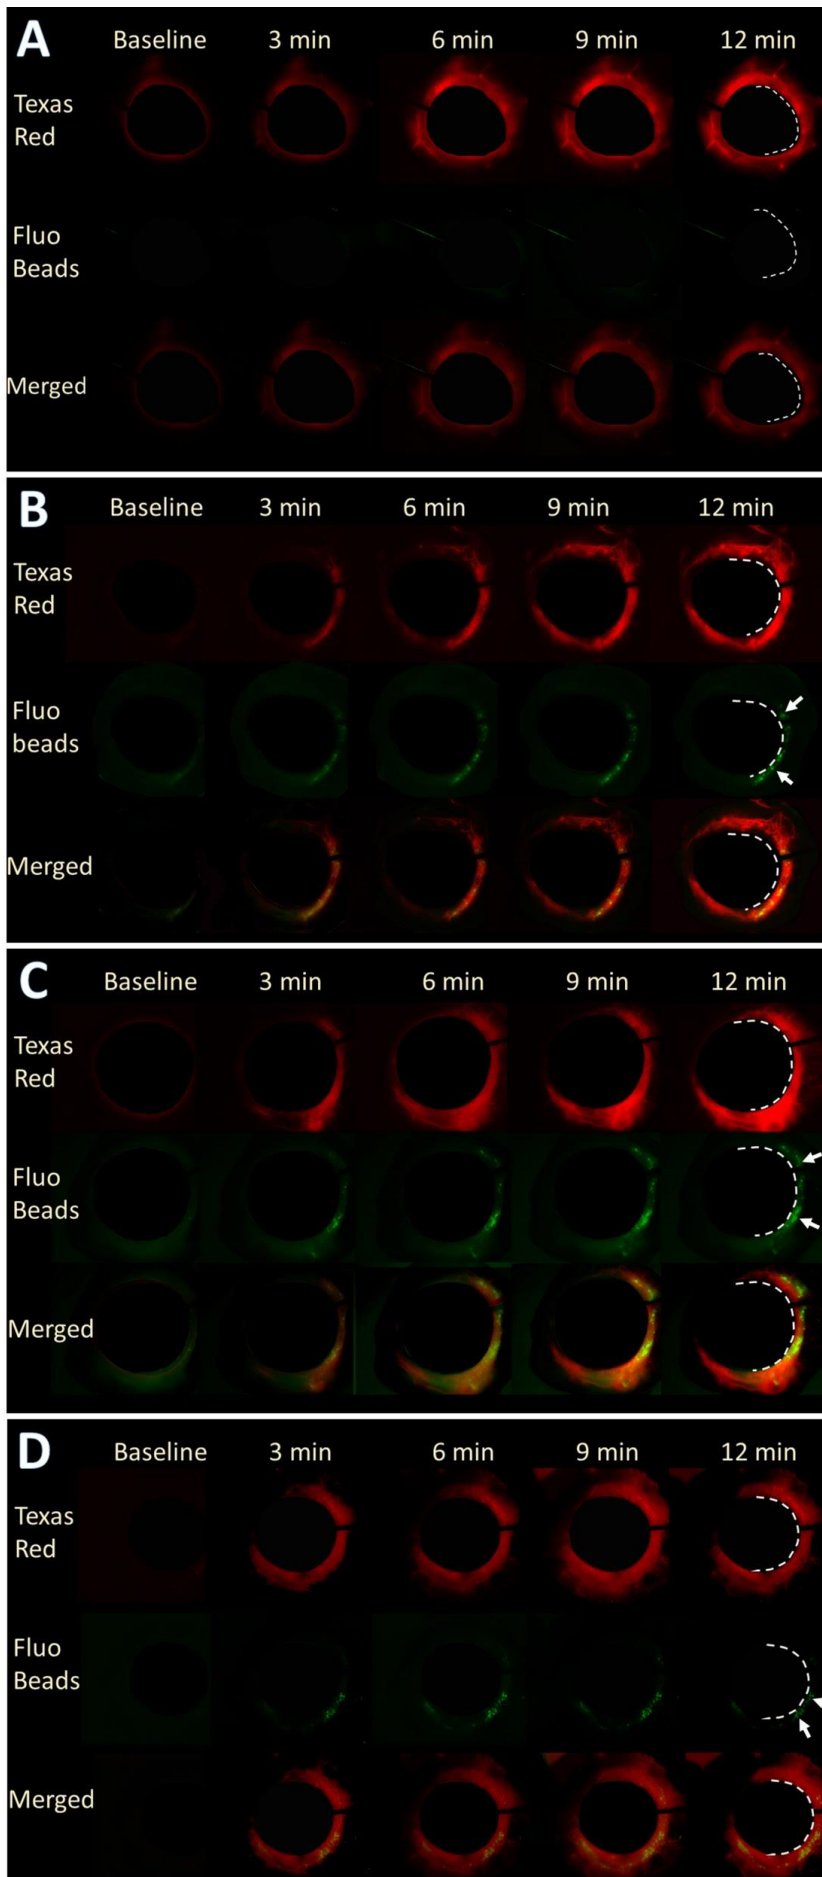 A
Baseline 3 min 6 min 9 min 12 min
Texas
Red
Fluo
Beads
Merged
B
Baseline 3 min 6 min 9 min 12 min
Texas
Red
Fluo
beads
Merged
C
Baseline 3 min 6 min 9 min 12 min
Texas
Red
Fluo
Beads
Merged
D
Baseline 3 min 6 min 9 min 12 min
Texas
Red
Fluo
Beads
Merged